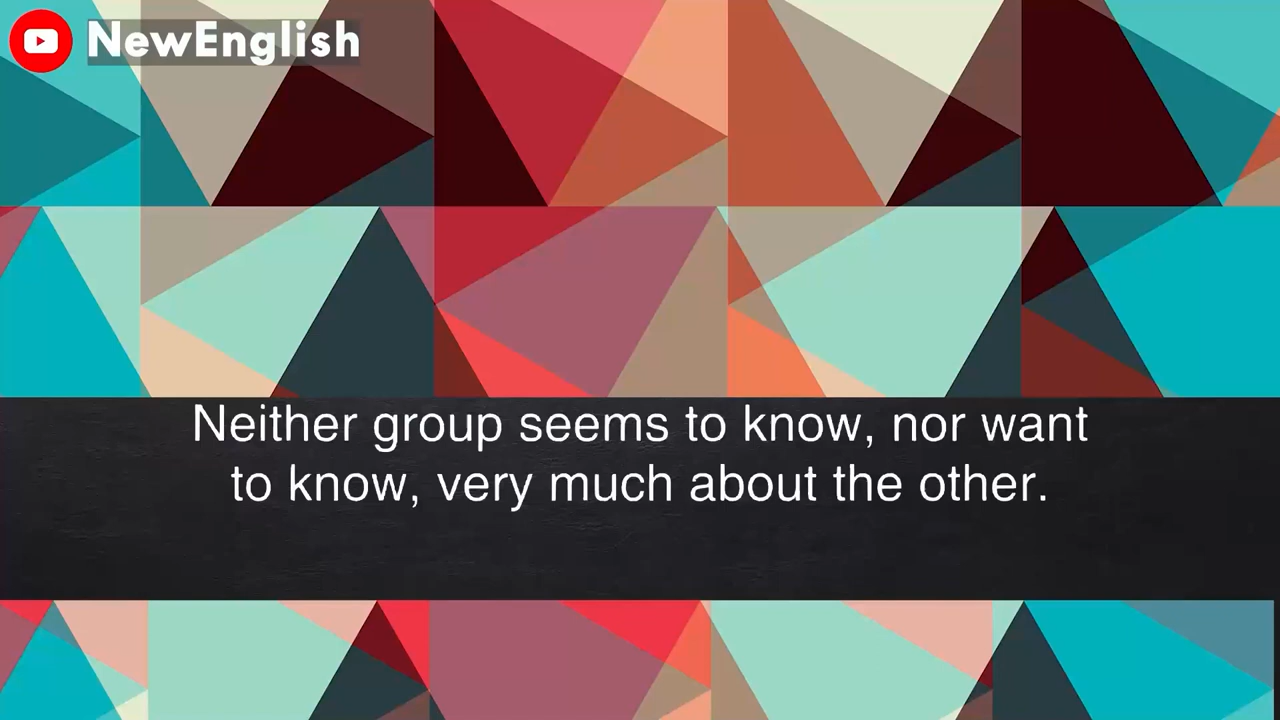 NewEnglish
Neither group seems to know, nor want
to know, very much about the other.